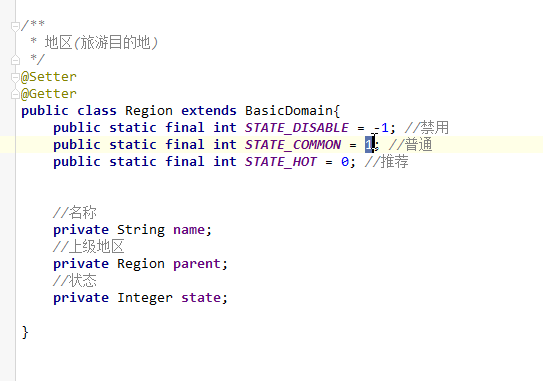 /**
 * 地区(旅游目的地)
 */
@Setter
@Getter
public class Region extends BasicDomain{
    public static final int STATE_DISABLE = -1; //禁用
    public static final int STATE_COMMON = 1; //普通
    public static final int STATE_HOT = 0; //推荐
    //名称
    private String name;
    //上级地区
    private Region parent;
    //状态
    private Integer state;
}